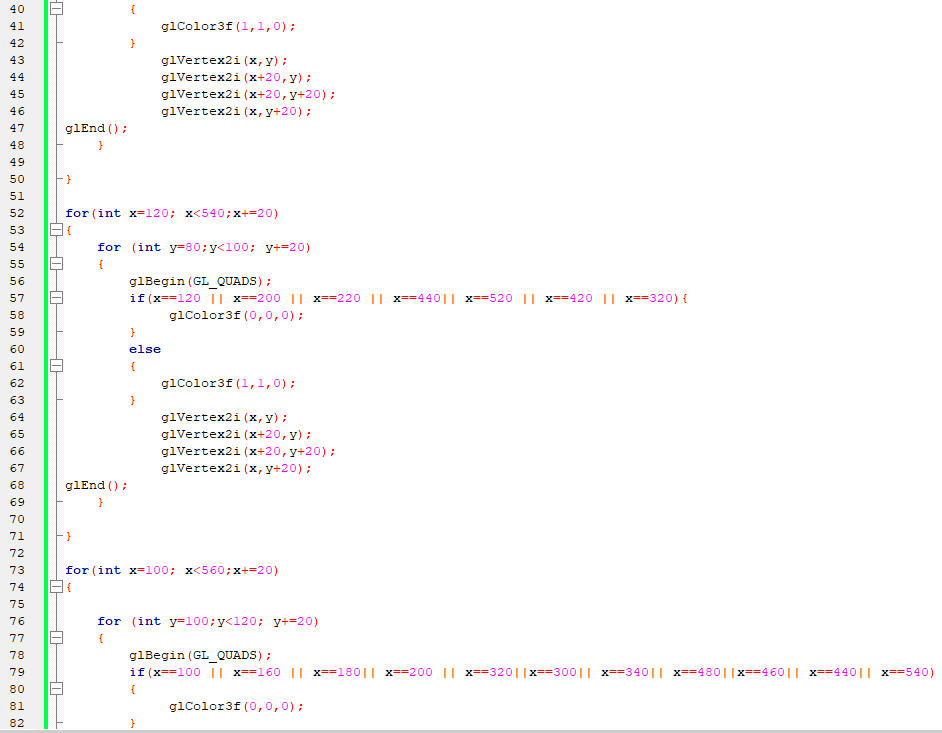 40 {
41 glColor3f(1,1,0);
42 }
43 glVertex2i(x,y);
44 glVertex2i(x+20,y);
45 glVertex2i(x+20,y+20);
46 glVertex2i(x,y+20);
47 glEnd();
48 }
49
50 }
51
52 for(int x=120; x<540;x+=20)
53 {
54 for (int y=80;y<100; y+=20)
55 {
56 glBegin(GL_QUADS);
57 if(x==120 || x==200 || x==220 || x==440|| x==520 || x==420 || x==320){
58 glColor3f(0,0,0);
59 }
60 else
61 {
62 glColor3f(1,1,0);
63 }
64 glVertex2i(x,y);
65 glVertex2i(x+20,y);
66 glVertex2i(x+20,y+20);
67 glVertex2i(x,y+20);
68 glEnd();
69 }
70
71 }
72
73 for(int x=100; x<560;x+=20)
74 {
75
76 for (int y=100;y<120; y+=20)
77 {
78 glBegin(GL_QUADS);
79 if(x==100 || x==160 || x==180|| x==200 || x==320||x==300|| x==340|| x==480||x==460|| x==440|| x==540)
80 {
81 glColor3f(0,0,0);
82 }